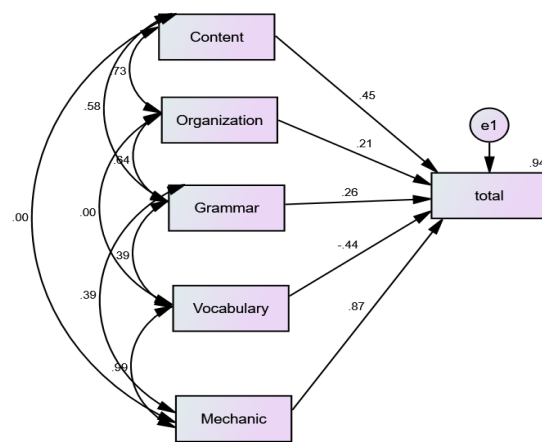 Content
.73
.45
.58
Organization
e1
.21
.94
.64
total
Grammar
.26
.00
.00
.39
-.44
.39
Vocabulary
.87
.99
Mechanic